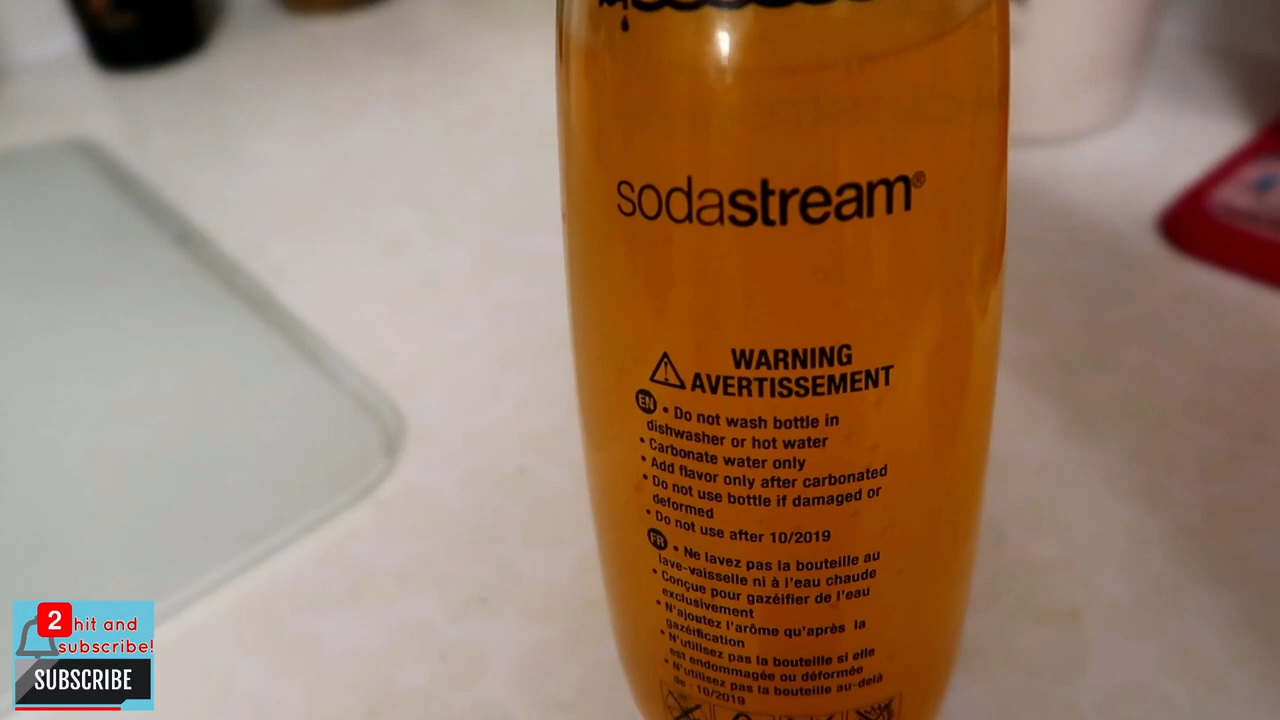 sodastream®
WARNING
AVERTISSEMENT
EN • Do not wash bottle in
dishwasher or hot water
• Carbonate water only
• Add flavor only after carbonated
• Do not use bottle if damaged or
deformed
• Do not use after 10/2019
FR • Ne lavez pas la bouteille au
lave-vaisselle ni à l'eau chaude
• Conçue pour gazéifier de l'eau
exclusivement
• N'ajoutez l'arôme qu'après la
gazéification
• N'utilisez pas la bouteille si elle
est endommagée ou déformée
• N'utilisez pas la bouteille au-delà
de : 10/2019
2 hit and
subscribe!
SUBSCRIBE